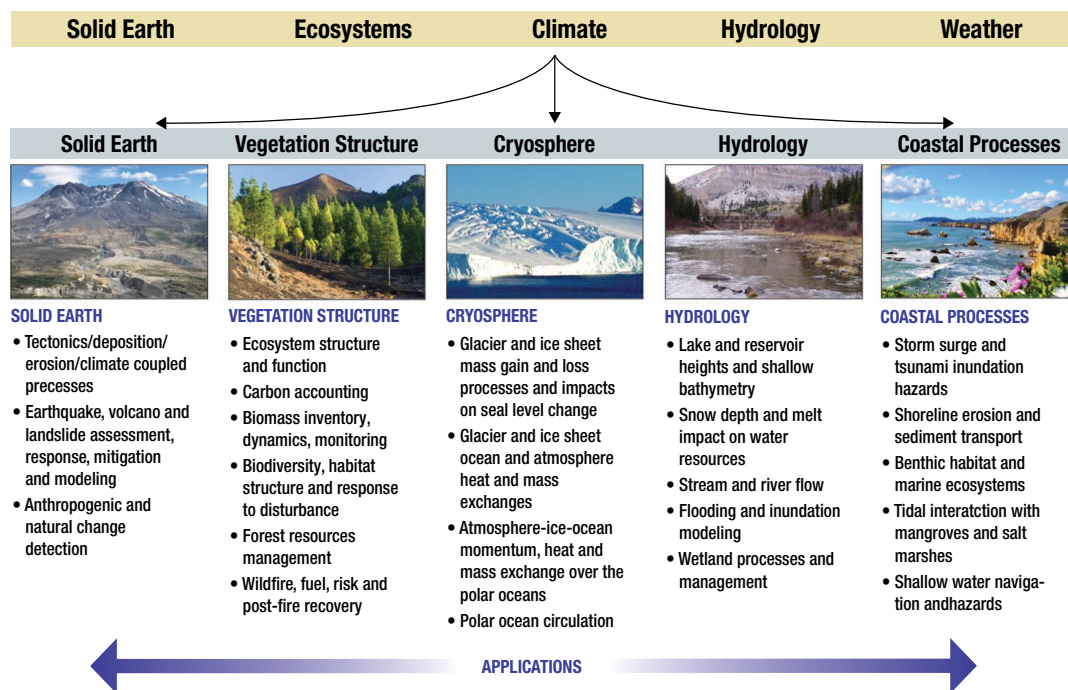 Solid Earth Ecosystems Climate Hydrology Weather
Solid Earth Vegetation Structure Cryosphere Hydrology Coastal Processes
SOLID EARTH
• Tectonics/deposition/
erosion/climate coupled
precesses
• Earthquake, volcano and
landslide assessment,
response, mitigation
and modeling
• Anthropogenic and
natural change
detection
VEGETATION STRUCTURE
• Ecosystem structure
and function
• Carbon accounting
• Biomass inventory,
dynamics, monitoring
• Biodiversity, habitat
structure and response
to disturbance
• Forest resources
management
• Wildfire, fuel, risk and
post-fire recovery
CRYOSPHERE
• Glacier and ice sheet
mass gain and loss
processes and impacts
on seal level change
• Glacier and ice sheet
ocean and atmosphere
heat and mass
exchanges
• Atmosphere-ice-ocean
momentum, heat and
mass exchange over the
polar oceans
• Polar ocean circulation
HYDROLOGY
• Lake and reservoir
heights and shallow
bathymetry
• Snow depth and melt
impact on water
resources
• Stream and river flow
• Flooding and inundation
modeling
• Wetland processes and
management
COASTAL PROCESSES
• Storm surge and
tsunami inundation
hazards
• Shoreline erosion and
sediment transport
• Benthic habitat and
marine ecosystems
• Tidal interatction with
mangroves and salt
marshes
• Shallow water naviga-
tion andhazards
APPLICATIONS